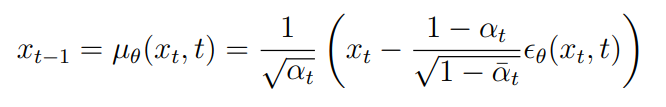 x_{t-1} = \mu_\theta(x_t, t) = \frac{1}{\sqrt{\alpha_t}} \left( x_t - \frac{1 - \alpha_t}{\sqrt{1 - \bar{\alpha}_t}} \epsilon_\theta(x_t, t) \right)